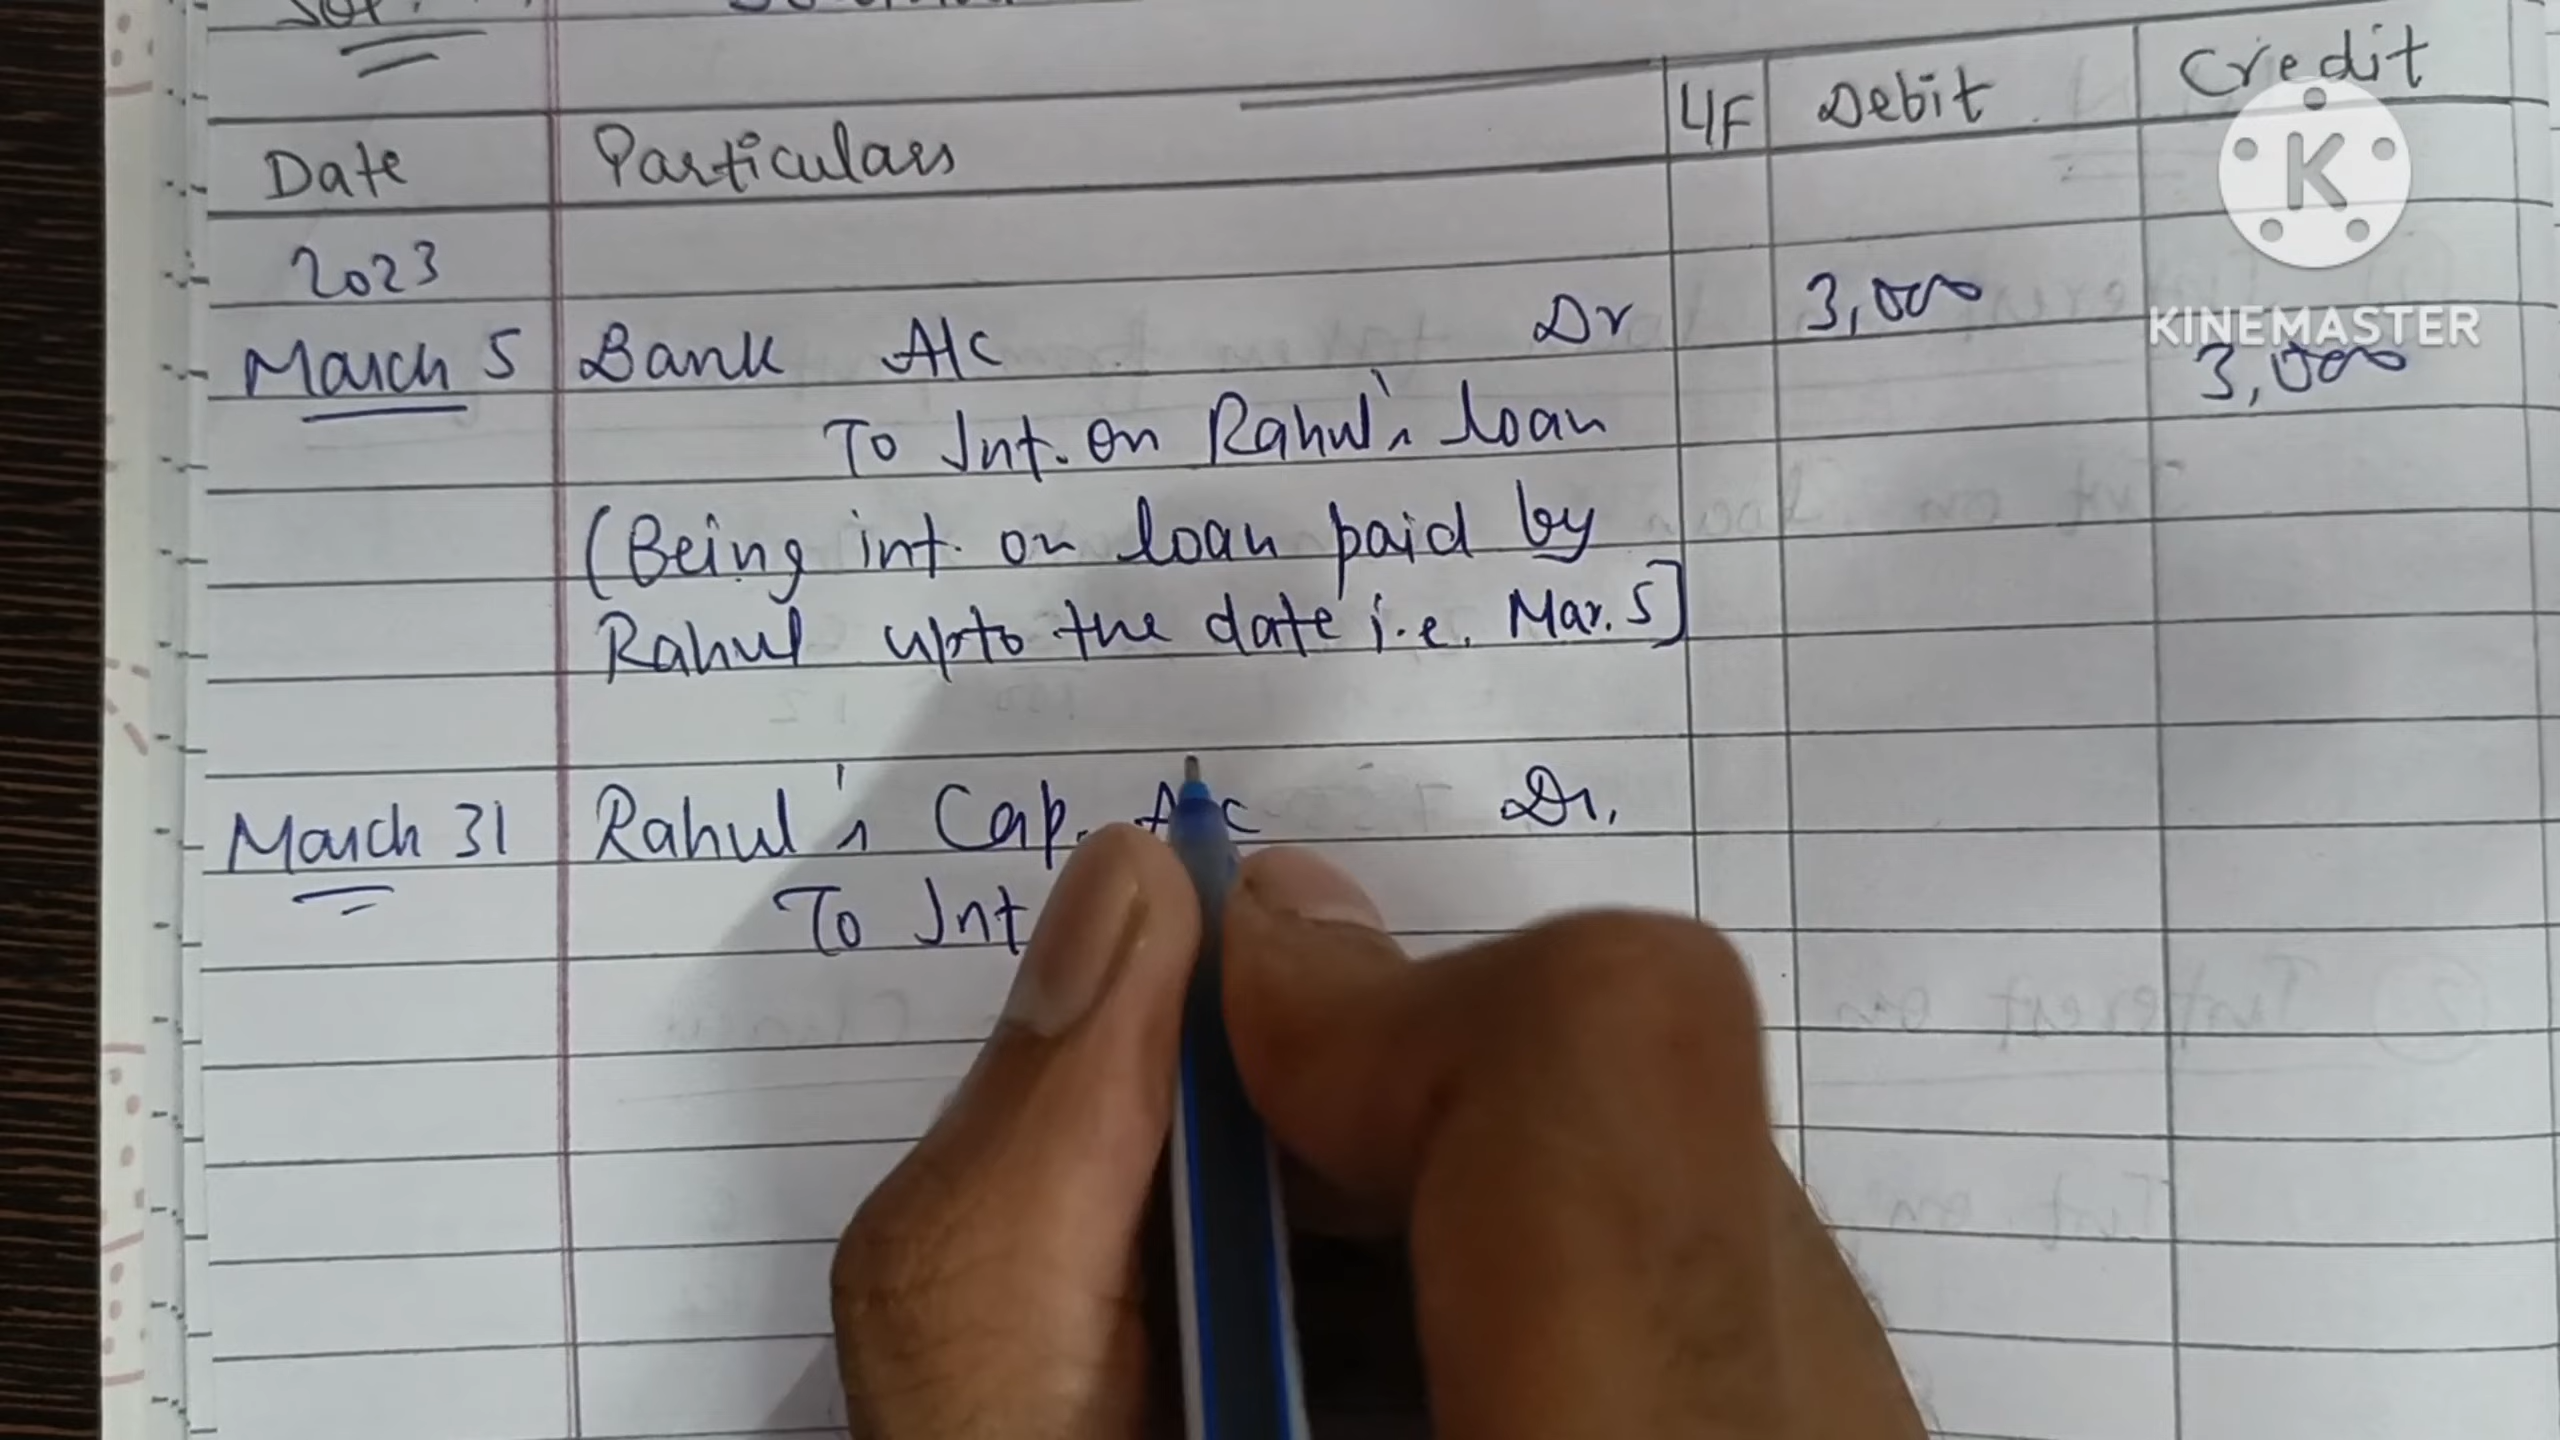 Date Particulars L/F Debit Credit
2023
March 5 Bank A/c Dr 3,000
To Int. on Rahul's loan 3,000
(Being int. on loan paid by
Rahul upto the date i.e. Mar. 5]
March 31 Rahul's Cap. A/c Dr.
To Int
K
KINEMASTER